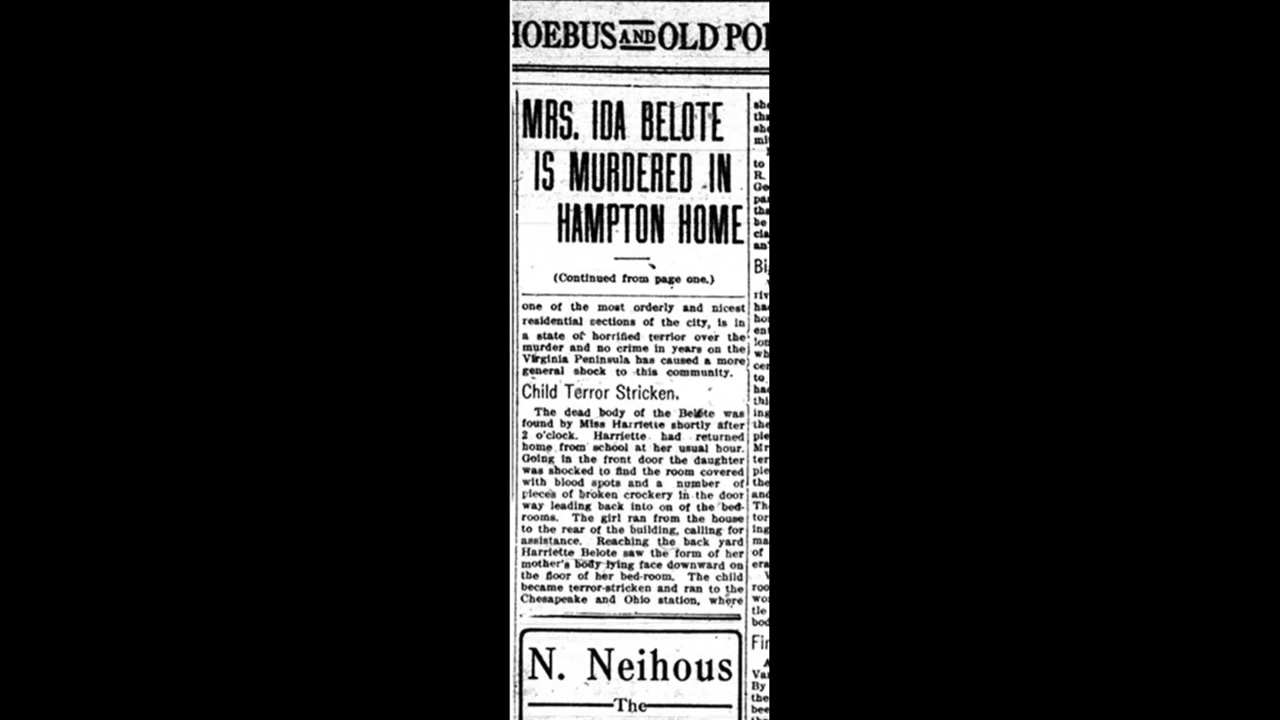 HOEBUS AND OLD POI
MRS. IDA BELOTE
IS MURDERED IN
HAMPTON HOME
(Continued from page one.)
one of the most orderly and nicest
residential sections of the city, is in
a state of horrified terrior over the
murder and no crime in years on the
Virginia Peninsula has caused a more
general shock to this community.
Child Terror Stricken.
The dead body of the Belote was
found by Miss Harriette shortly after
2 o'clock. Harriette had returned
home from school at her usual hour.
Going in the front door the daughter
was shocked to find the room covered
with blood spots and a number of
pieces of broken crockery in the door
way leading back into on of the bed-
rooms. The girl ran from the house
to the rear of the building, calling for
assistance. Reaching the back yard
Harriette Belote saw the form of her
mother's body lying face downward on
the floor of her bed-room. The child
became terror-stricken and ran to the
Chesapeake and Ohio station, where
N. Neihous
The